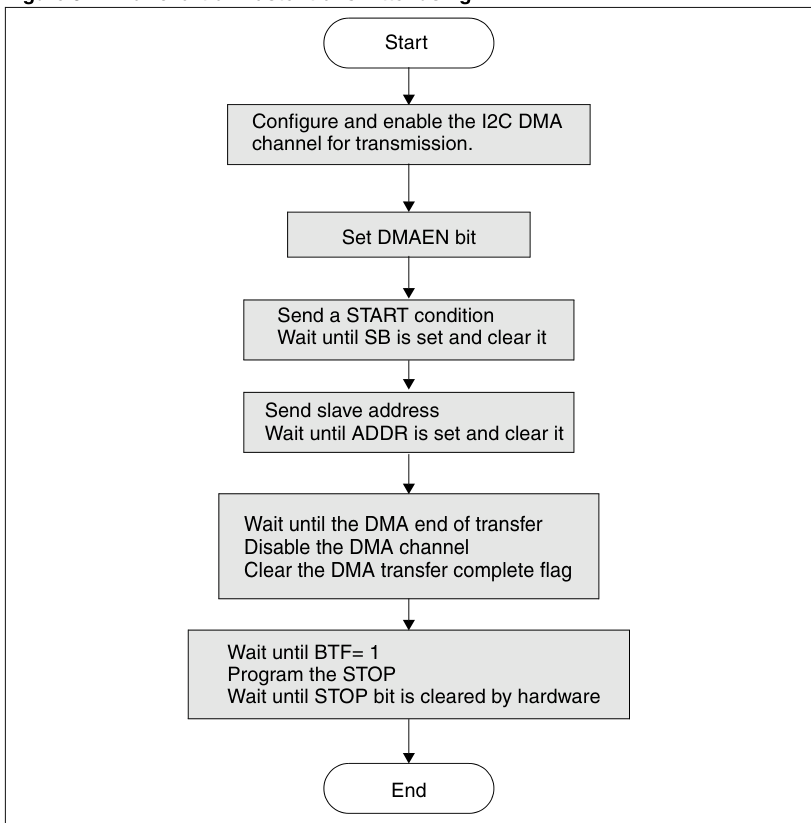 Start
Configure and enable the I2C DMA
channel for transmission.
Set DMAEN bit
Send a START condition
Wait until SB is set and clear it
Send slave address
Wait until ADDR is set and clear it
Wait until the DMA end of transfer
Disable the DMA channel
Clear the DMA transfer complete flag
Wait until BTF= 1
Program the STOP
Wait until STOP bit is cleared by hardware
End